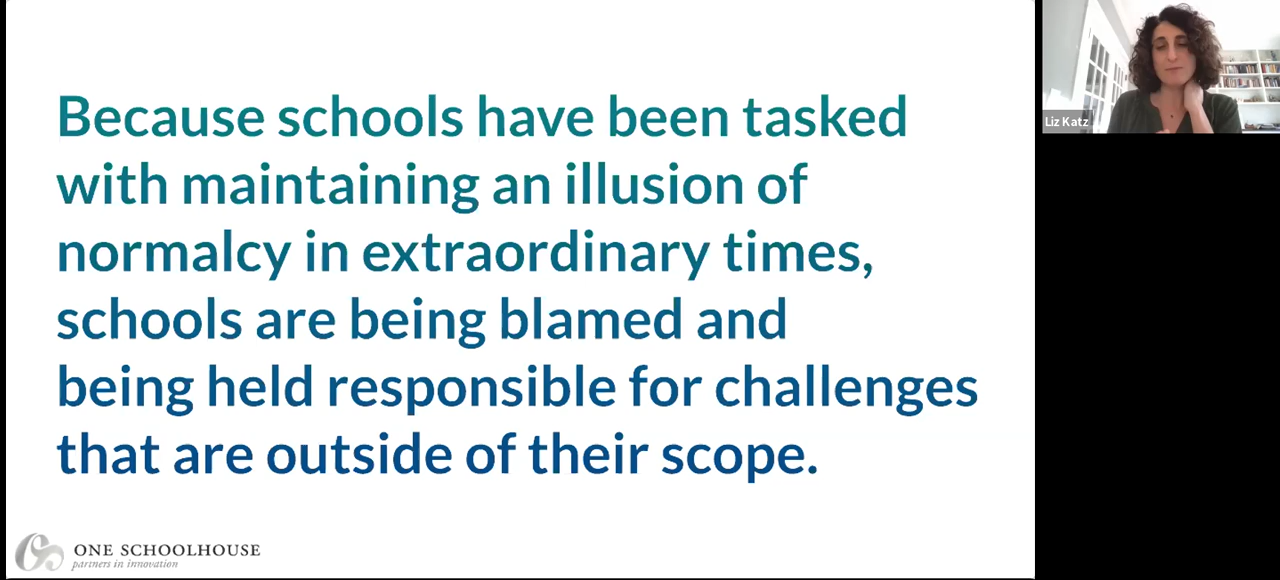 Because schools have been tasked
with maintaining an illusion of
normalcy in extraordinary times,
schools are being blamed and
being held responsible for challenges
that are outside of their scope.
ONE SCHOOLHOUSE
partners in innovation
Liz Katz